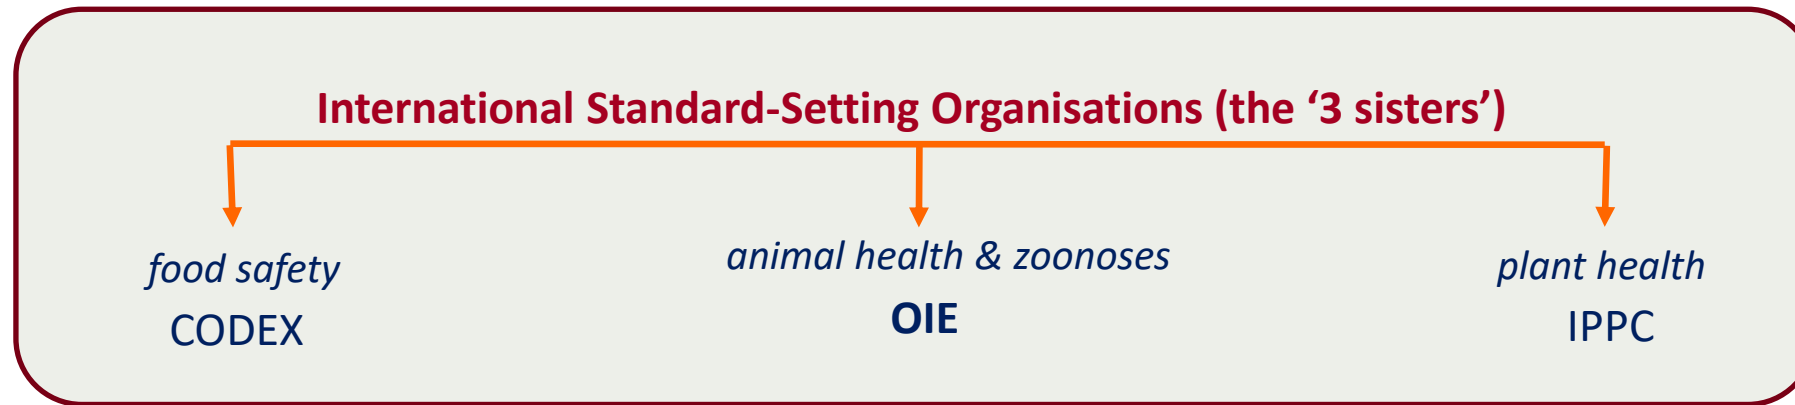 International Standard-Setting Organisations (the ‘3 sisters’)
food safety
CODEX
animal health & zoonoses
OIE
plant health
IPPC